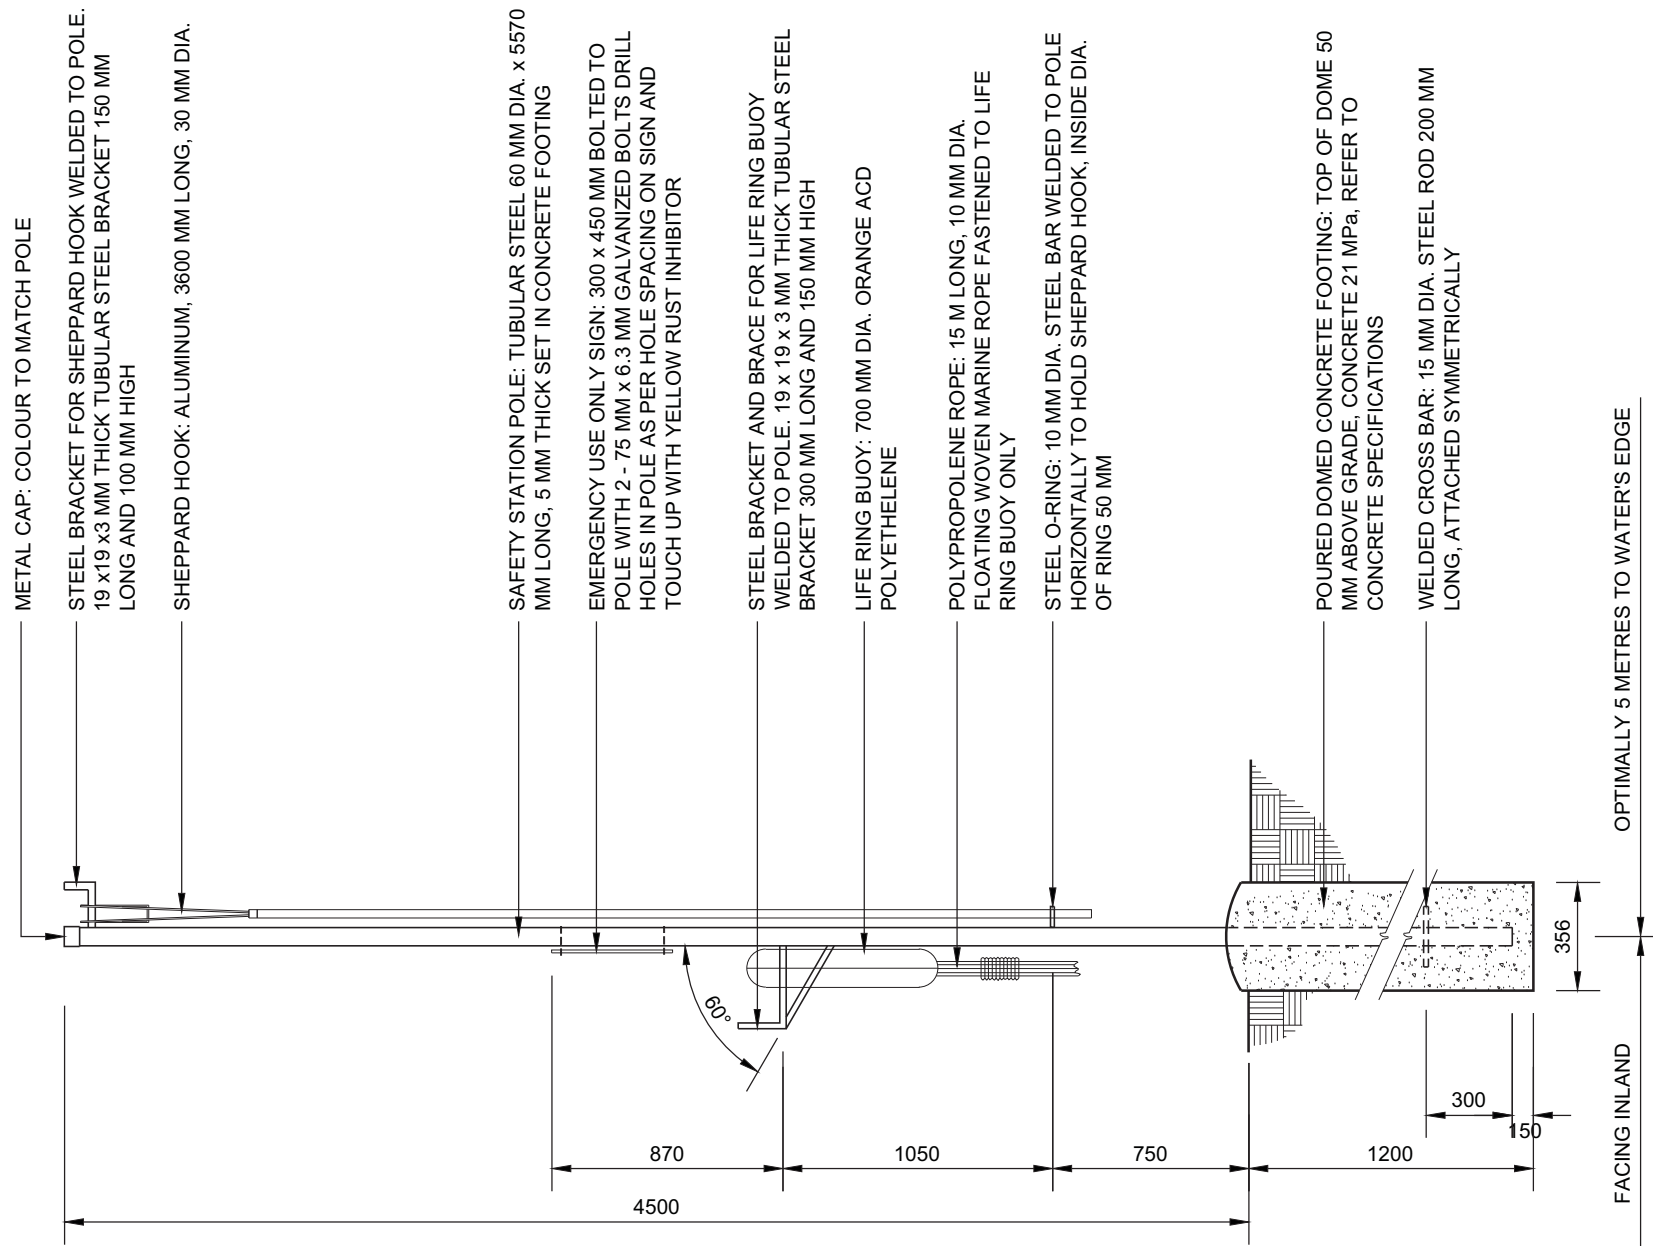 METAL CAP: COLOUR TO MATCH POLE
STEEL BRACKET FOR SHEPPARD HOOK WELDED TO POLE.
19 x19 x3 MM THICK TUBULAR STEEL BRACKET 150 MM
LONG AND 100 MM HIGH
SHEPPARD HOOK: ALUMINUM, 3600 MM LONG, 30 MM DIA.
SAFETY STATION POLE: TUBULAR STEEL 60 MM DIA. x 5570
MM LONG, 5 MM THICK SET IN CONCRETE FOOTING
EMERGENCY USE ONLY SIGN: 300 x 450 MM BOLTED TO
POLE WITH 2 - 75 MM x 6.3 MM GALVANIZED BOLTS DRILL
HOLES IN POLE AS PER HOLE SPACING ON SIGN AND
TOUCH UP WITH YELLOW RUST INHIBITOR
STEEL BRACKET AND BRACE FOR LIFE RING BUOY
WELDED TO POLE. 19 x 19 x 3 MM THICK TUBULAR STEEL
BRACKET 300 MM LONG AND 150 MM HIGH
LIFE RING BUOY: 700 MM DIA. ORANGE ACD
POLYETHELENE
POLYPROPOLENE ROPE: 15 M LONG, 10 MM DIA.
FLOATING WOVEN MARINE ROPE FASTENED TO LIFE
RING BUOY ONLY
STEEL O-RING: 10 MM DIA. STEEL BAR WELDED TO POLE
HORIZONTALLY TO HOLD SHEPPARD HOOK, INSIDE DIA.
OF RING 50 MM
POURED DOMED CONCRETE FOOTING: TOP OF DOME 50
MM ABOVE GRADE, CONCRETE 21 MPa, REFER TO
CONCRETE SPECIFICATIONS
WELDED CROSS BAR: 15 MM DIA. STEEL ROD 200 MM
LONG, ATTACHED SYMMETRICALLY
OPTIMALLY 5 METRES TO WATER'S EDGE
FACING INLAND
60°
356
300
150
870
1050
750
1200
4500